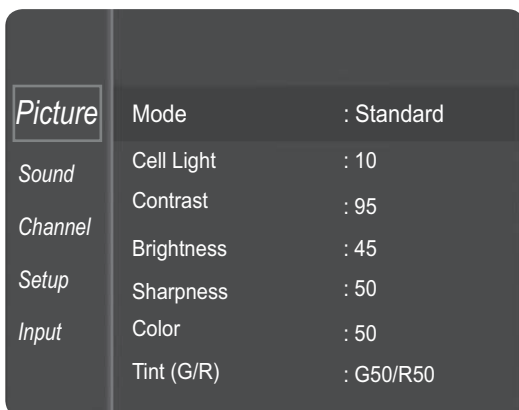 Picture
Sound
Channel
Setup
Input
Mode : Standard
Cell Light : 10
Contrast : 95
Brightness : 45
Sharpness : 50
Color : 50
Tint (G/R) : G50/R50